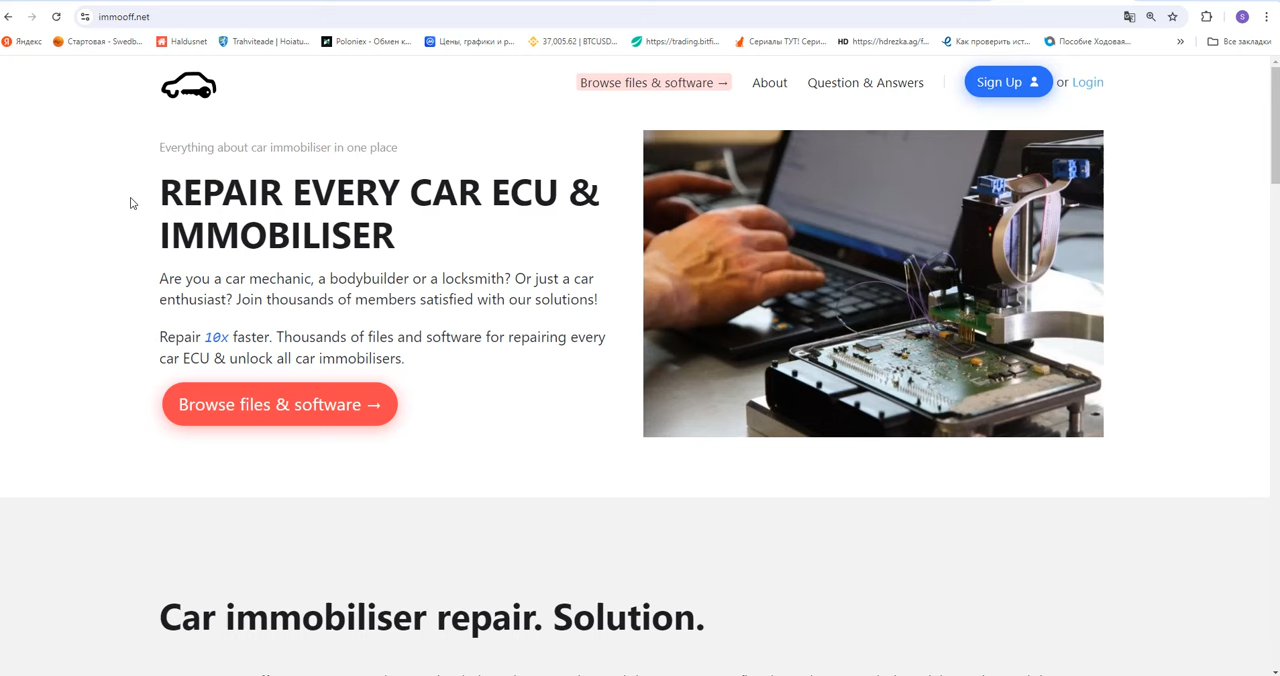 immooff.net
Яндекс
Стартовая - Swedb...
Haldusnet
Trahviteade | Hoiatu...
Poloniex - Обмен к...
Цены, графики и р...
37,005.62 | BTCUSD...
https://trading.bitfi...
Сериалы ТУТ! Сери...
HD https://hdrezka.ag/f...
Как проверить ист...
Пособие Ходовая...
»
Все закладки
S
Browse files & software →
About
Question & Answers
Sign Up
or Login
Everything about car immobiliser in one place
REPAIR EVERY CAR ECU &
IMMOBILISER
Are you a car mechanic, a bodybuilder or a locksmith? Or just a car
enthusiast? Join thousands of members satisfied with our solutions!
Repair 10x faster. Thousands of files and software for repairing every
car ECU & unlock all car immobilisers.
Browse files & software →
Car immobiliser repair. Solution.